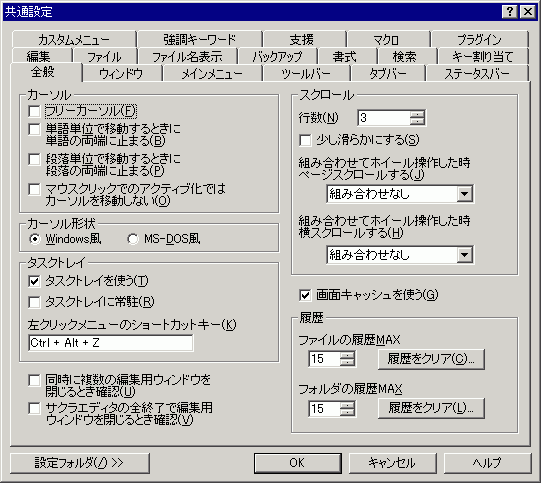 共通設定
カスタムメニュー
強調キーワード
支援
マクロ
プラグイン
編集
ファイル
ファイル名表示
バックアップ
書式
検索
キー割り当て
全般
ウィンドウ
メインメニュー
ツールバー
タブバー
ステータスバー
カーソル
フリーカーソル(F)
単語単位で移動するときに
単語の両端に止まる(B)
段落単位で移動するときに
段落の両端に止まる(P)
マウスクリックでのアクティブ化では
カーソルを移動しない(O)
カーソル形状
Windows風
MS-DOS風
タスクトレイ
タスクトレイを使う(T)
タスクトレイに常駐(R)
左クリックメニューのショートカットキー(K)
Ctrl + Alt + Z
同時に複数の編集用ウィンドウを
閉じるとき確認(U)
サクラエディタの全終了で編集用
ウィンドウを閉じるとき確認(V)
スクロール
行数(N)
3
少し滑らかにする(S)
組み合わせてホイール操作した時
ページスクロールする(J)
組み合わせなし
組み合わせてホイール操作した時
横スクロールする(H)
組み合わせなし
画面キャッシュを使う(G)
履歴
ファイルの履歴MAX
15
履歴をクリア(C)...
フォルダの履歴MAX
15
履歴をクリア(L)...
設定フォルダ(/) >>
OK
キャンセル
ヘルプ